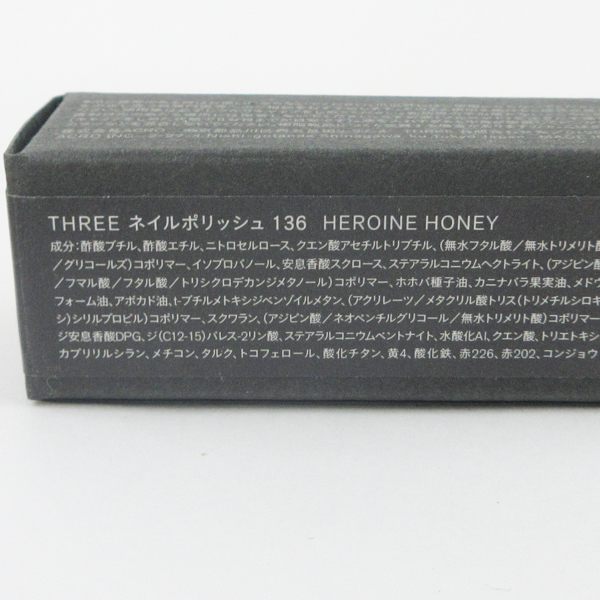 THREE ネイルポリッシュ 136 HEROINE HONEY
成分:酢酸ブチル、酢酸エチル、ニトロセルロース、クエン酸アセチルトリブチル、(無水フタル酸/無水トリメリト酸
/グリコールズ)コポリマー、イソプロパノール、安息香酸スクロース、ステアラルコニウムヘクトライト、(アジピン酸
/フマル酸/フタル酸/トリシクロデカンジメタノール)コポリマー、ホホバ種子油、カニナバラ果実油、メドウ
フォーム油、アボカド油、t-ブチルメトキシジベンゾイルメタン、(アクリレーツ/メタクリル酸トリス(トリメチルシロキ
シ)シリルプロピル)コポリマー、スクワラン、(アジピン酸/ネオペンチルグリコール/無水トリメリト酸)コポリマー
ジ安息香酸DPG、ジ(C12-15)パレス-2リン酸、ステアラルコニウムベントナイト、水酸化Al、クエン酸、トリエトキシ
カプリリルシラン、メチコン、タルク、トコフェロール、酸化チタン、黄4、酸化鉄、赤226、赤202、コンジョウ